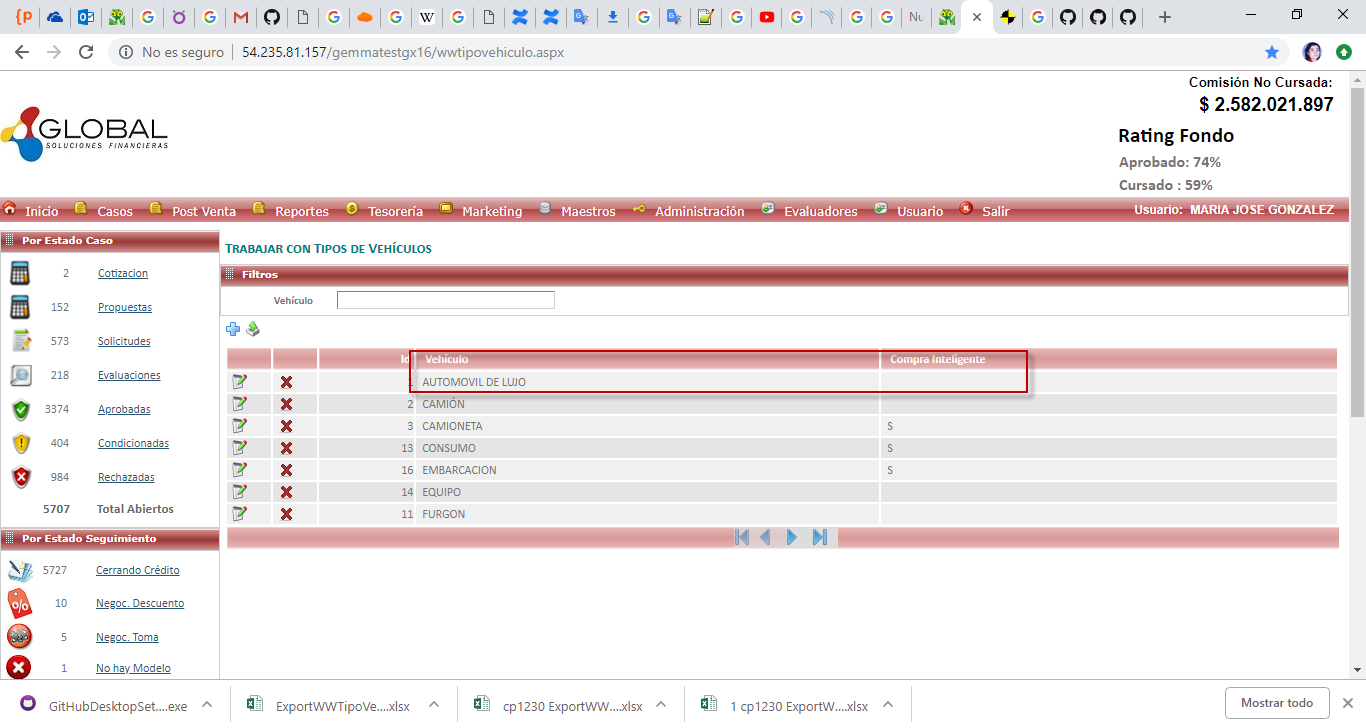 Nu
No es seguro 54.235.81.157/gemmatestgx16/wwtipovehiculo.aspx
Comisión No Cursada:
$ 2.582.021.897
GLOBAL
SOLUCIONES FINANCIERAS
Rating Fondo
Aprobado: 74%
Cursado : 59%
Inicio Casos Post Venta Reportes Tesorería Marketing Maestros Administración Evaluadores Usuario Salir Usuario: MARIA JOSE GONZALEZ
Por Estado Caso
2 Cotizacion
152 Propuestas
573 Solicitudes
218 Evaluaciones
3374 Aprobadas
404 Condicionadas
984 Rechazadas
5707 Total Abiertos
Por Estado Seguimiento
5727 Cerrando Crédito
10 Negoc. Descuento
5 Negoc. Toma
1 No hay Modelo
TRABAJAR CON TIPOS DE VEHÍCULOS
Filtros
Vehículo
Id Vehículo Compra Inteligente
1 AUTOMOVIL DE LUJO
2 CAMIÓN
3 CAMIONETA S
13 CONSUMO S
16 EMBARCACION S
14 EQUIPO
11 FURGON
GitHubDesktopSet....exe ExportWWTipoVe....xlsx cp1230 ExportWW....xlsx 1 cp1230 ExportW....xlsx Mostrar todo